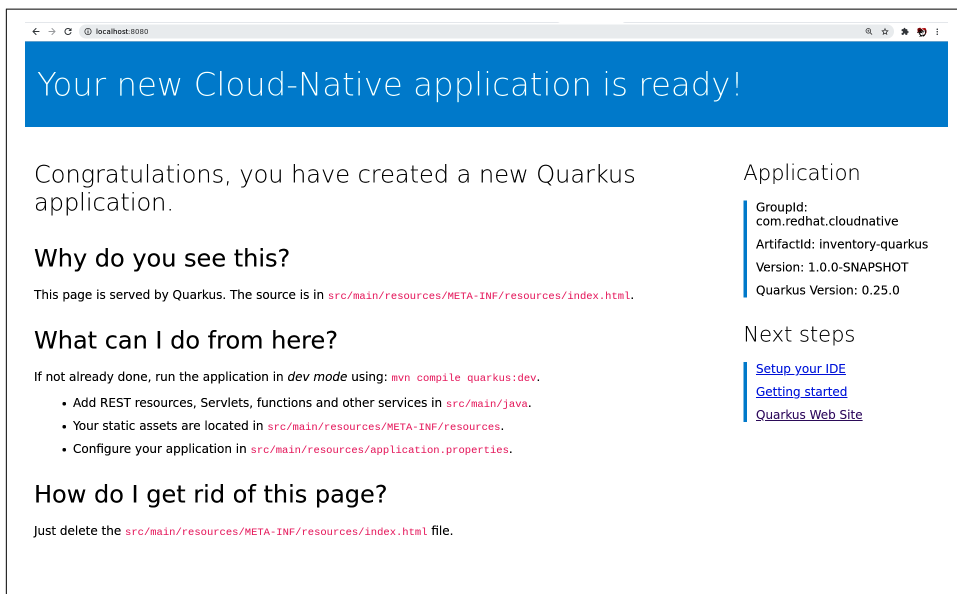 localhost:8080
Your new Cloud-Native application is ready!
Congratulations, you have created a new Quarkus
application.
Why do you see this?
This page is served by Quarkus. The source is in src/main/resources/META-INF/resources/index.html.
What can I do from here?
If not already done, run the application in dev mode using: mvn compile quarkus:dev.
• Add REST resources, Servlets, functions and other services in src/main/java.
• Your static assets are located in src/main/resources/META-INF/resources.
• Configure your application in src/main/resources/application.properties.
How do I get rid of this page?
Just delete the src/main/resources/META-INF/resources/index.html file.
Application
GroupId:
com.redhat.cloudnative
ArtifactId: inventory-quarkus
Version: 1.0.0-SNAPSHOT
Quarkus Version: 0.25.0
Next steps
Setup your IDE
Getting started
Quarkus Web Site